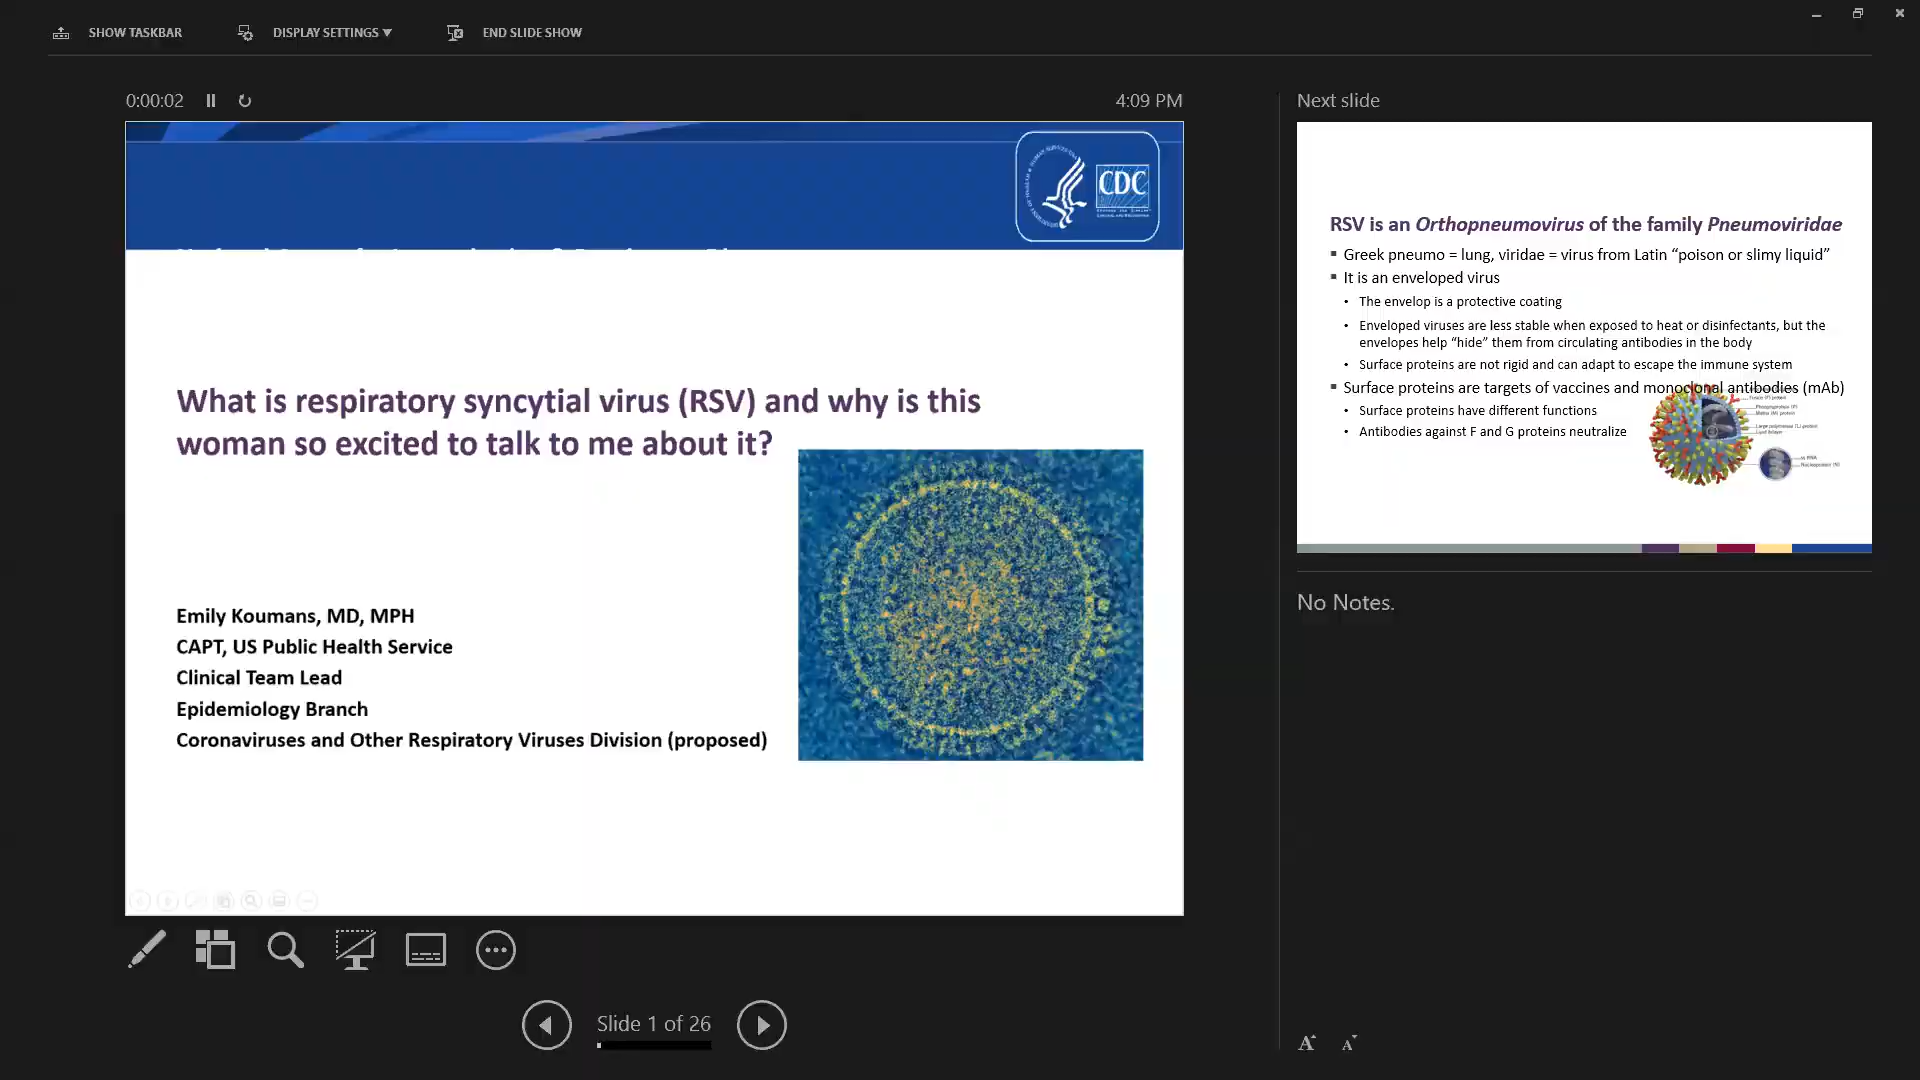 SHOW TASKBAR
DISPLAY SETTINGS
END SLIDE SHOW
0:00:02
4:09 PM
CDC
What is respiratory syncytial virus (RSV) and why is this
woman so excited to talk to me about it?
Emily Koumans, MD, MPH
CAPT, US Public Health Service
Clinical Team Lead
Epidemiology Branch
Coronaviruses and Other Respiratory Viruses Division (proposed)
Slide 1 of 26
Next slide
RSV is an Orthopneumovirus of the family Pneumoviridae
▪ Greek pneumo = lung, viridae = virus from Latin “poison or slimy liquid”
▪ It is an enveloped virus
• The envelop is a protective coating
• Enveloped viruses are less stable when exposed to heat or disinfectants, but the
envelopes help “hide” them from circulating antibodies in the body
• Surface proteins are not rigid and can adapt to escape the immune system
▪ Surface proteins are targets of vaccines and monoclonal antibodies (mAb)
• Surface proteins have different functions
• Antibodies against F and G proteins neutralize
No Notes.
A
A